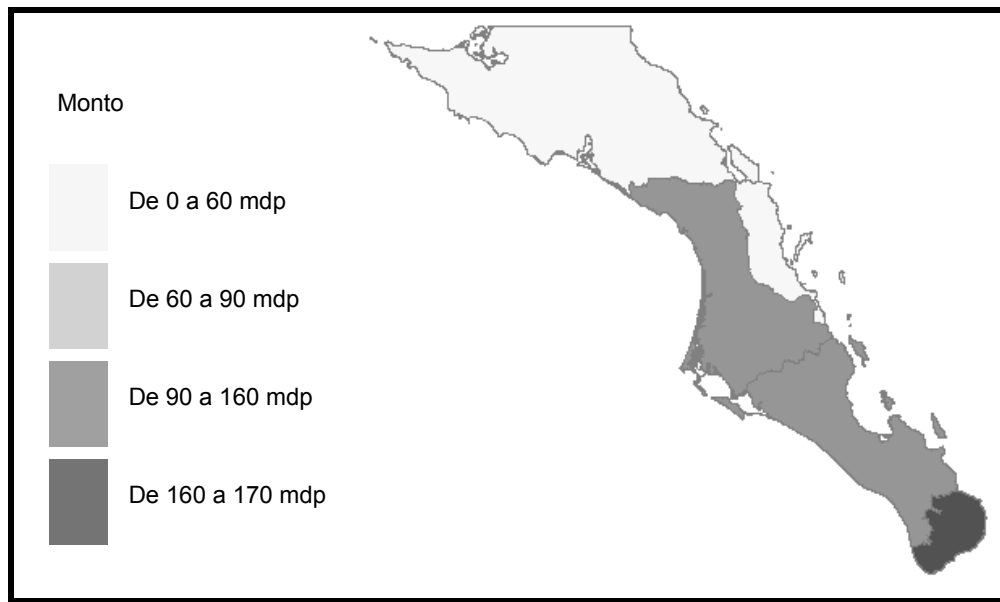 Monto
De 0 a 60 mdp
De 60 a 90 mdp
De 90 a 160 mdp
De 160 a 170 mdp